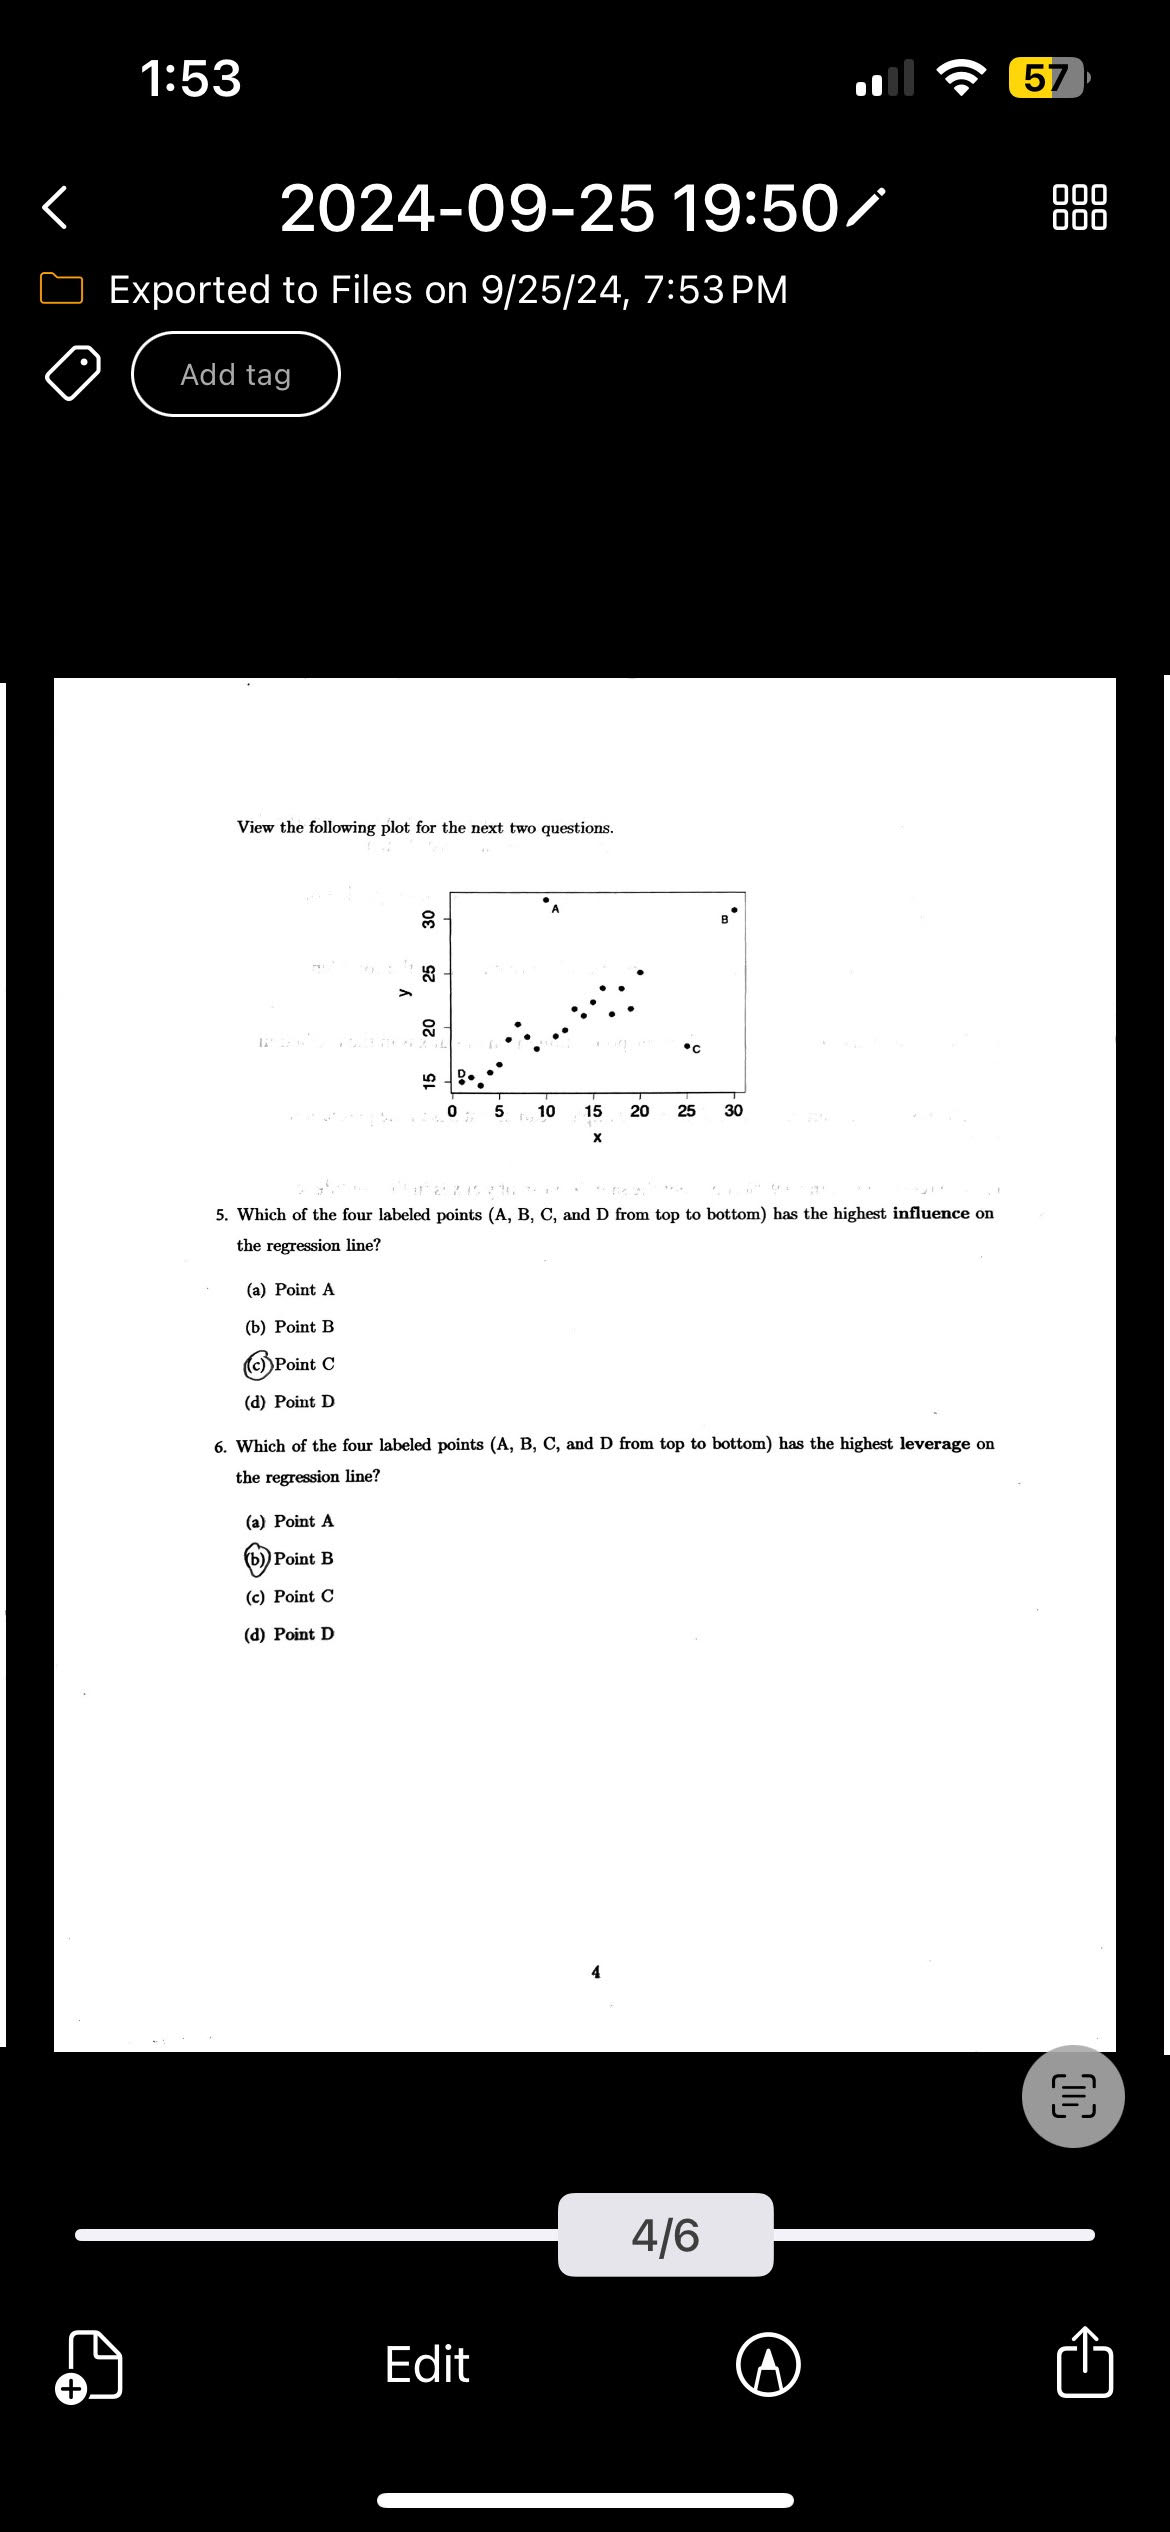 1:53
57
2024-09-25 19:50
Exported to Files on 9/25/24, 7:53 PM
Add tag
View the following plot for the next two questions.
A
B
C
D
y
15 20 25 30
0 5 10 15 20 25 30
x
5. Which of the four labeled points (A, B, C, and D from top to bottom) has the highest influence on
the regression line?
(a) Point A
(b) Point B
(c) Point C
(d) Point D
6. Which of the four labeled points (A, B, C, and D from top to bottom) has the highest leverage on
the regression line?
(a) Point A
(b) Point B
(c) Point C
(d) Point D
4
4/6
Edit